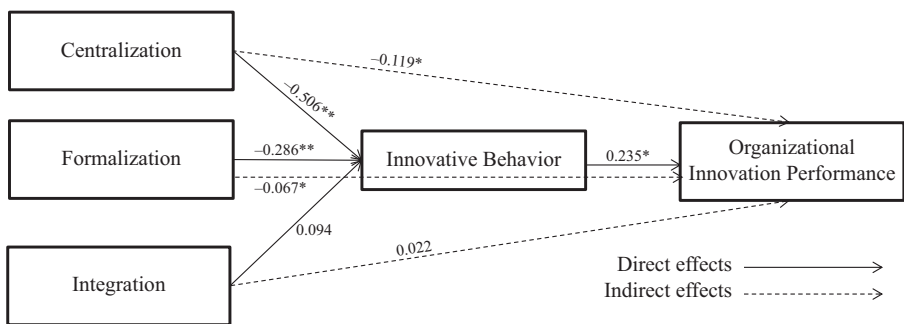 Centralization
–0.119*
–0.506**
Formalization
–0.286**
Innovative Behavior
0.235*
Organizational
Innovation Performance
–0.067*
0.094
Integration
0.022
Direct effects
Indirect effects